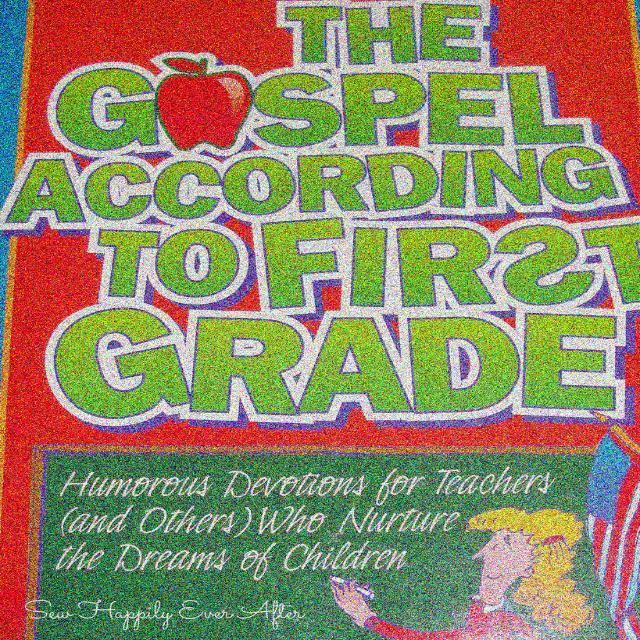 THE
GOSPEL
ACCORDING
TO FIRST
GRADE
Humorous Devotions for Teachers
(and Others) Who Nurture
the Dreams of Children
Sew Happily Ever After